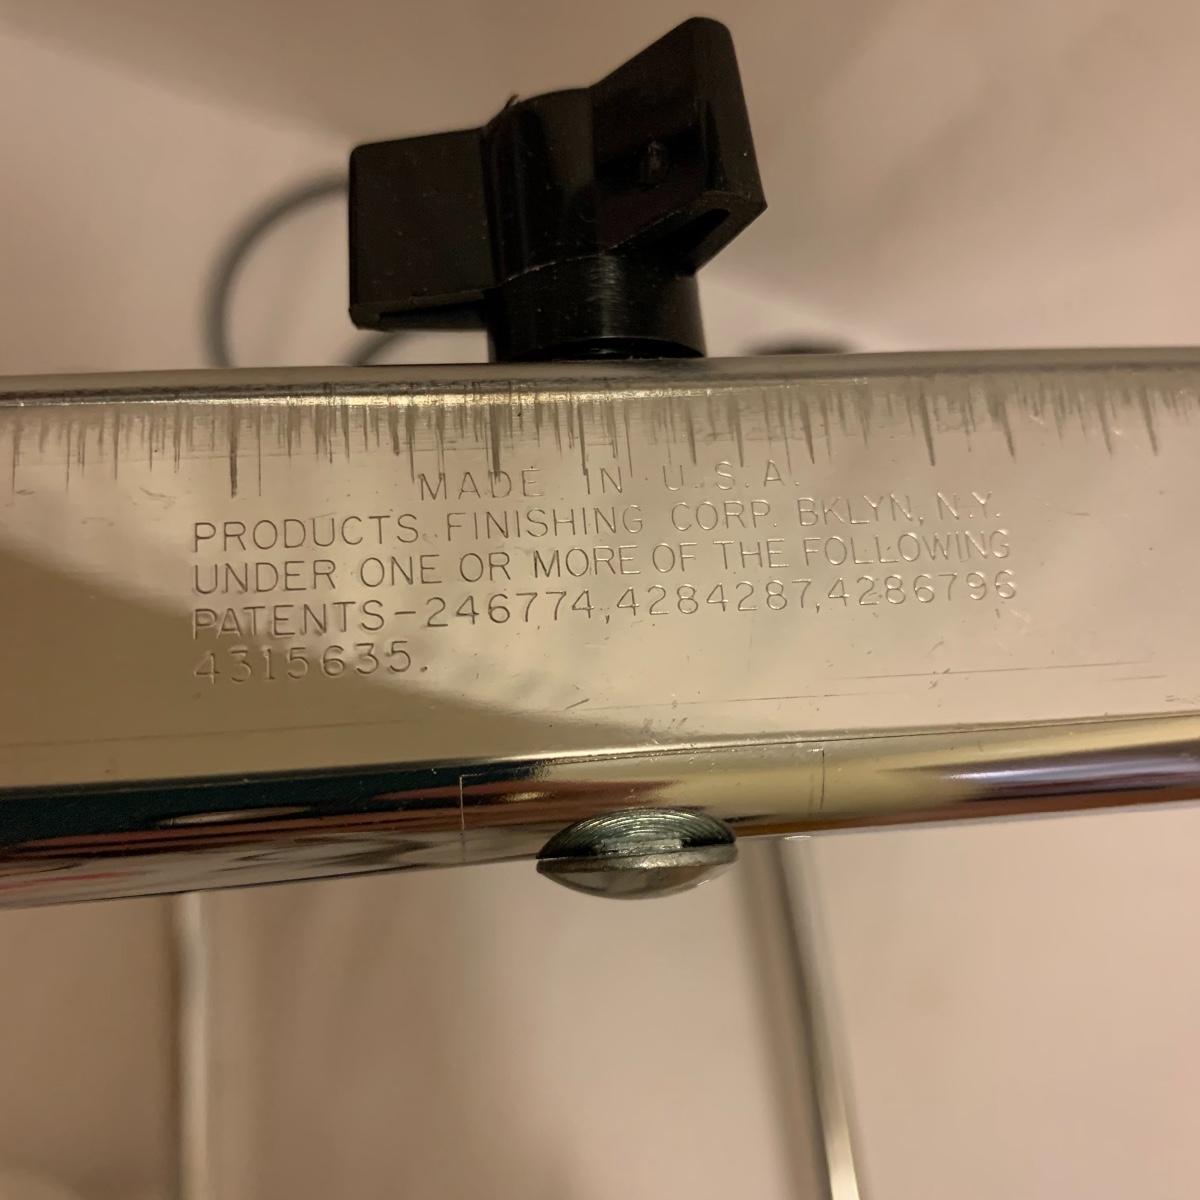 MADE IN U.S.A.
PRODUCTS FINISHING CORP. BKLYN, N.Y.
UNDER ONE OR MORE OF THE FOLLOWING
PATENTS-246774,4284287,4286796
4315635.